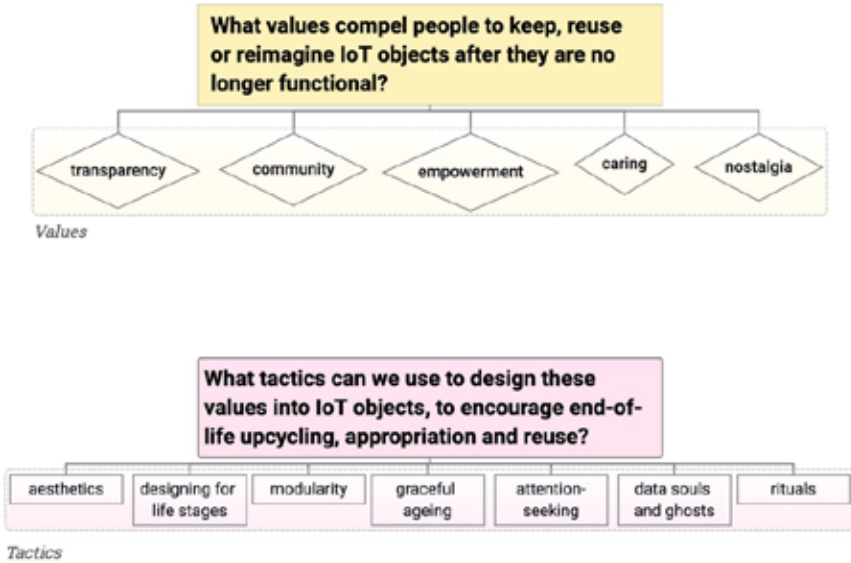 What values compel people to keep, reuse
or reimagine IoT objects after they are no
longer functional?
transparency
community
empowerment
caring
nostalgia
Values
What tactics can we use to design these
values into IoT objects, to encourage end-of-
life upcycling, appropriation and reuse?
aesthetics
designing for
life stages
modularity
graceful
ageing
attention-
seeking
data souls
and ghosts
rituals
Tactics